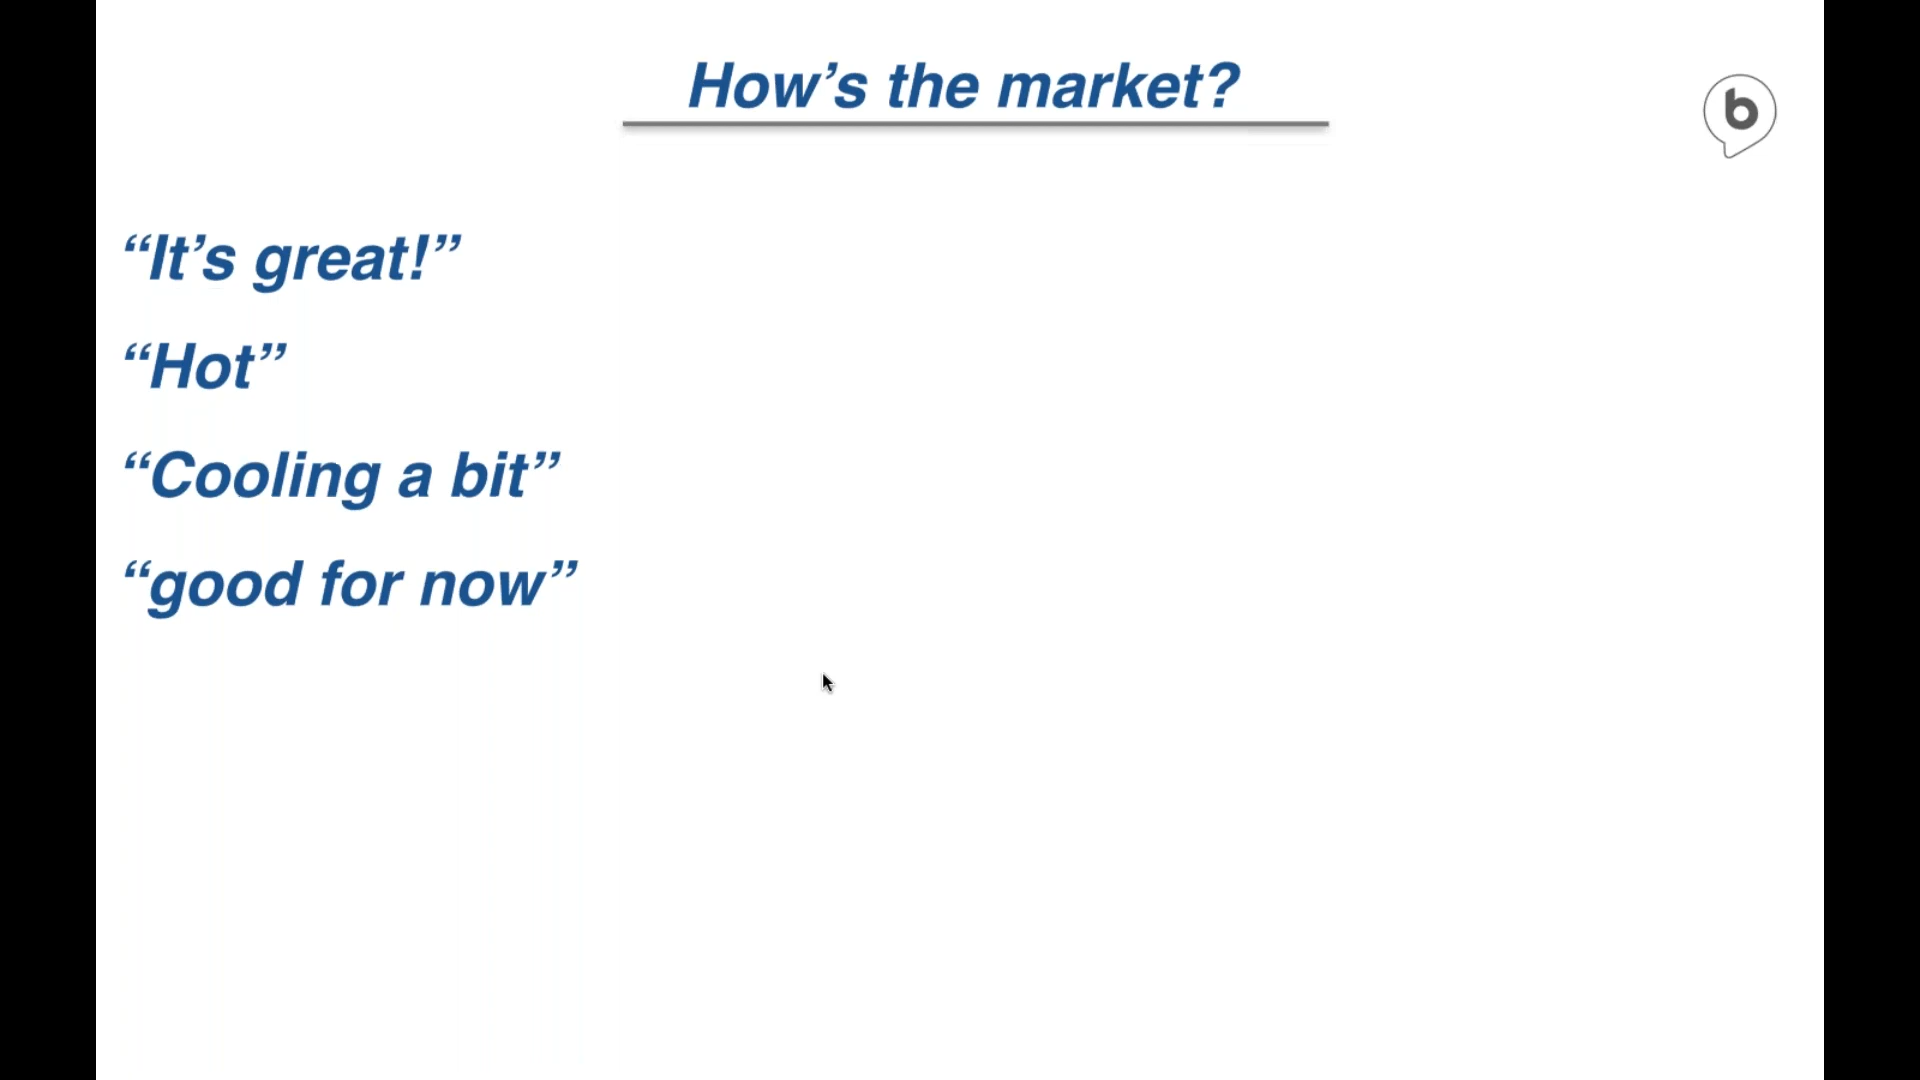 How’s the market?
b
“It’s great!”
“Hot”
“Cooling a bit”
“good for now”